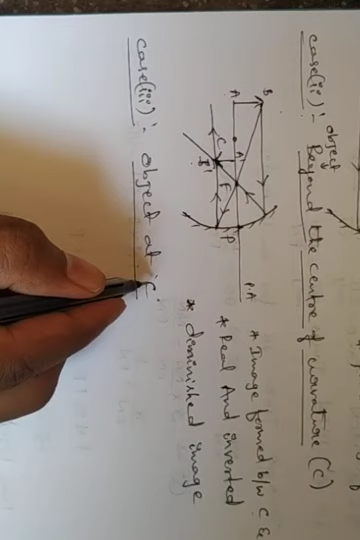 case(ii):- object Beyond the centre of curvature (C)
B
A
A'
C
F
B'
P
P.A
* Image formed b/w C &
* Real And inverted
* diminished image
case(iii):- object at 'C'